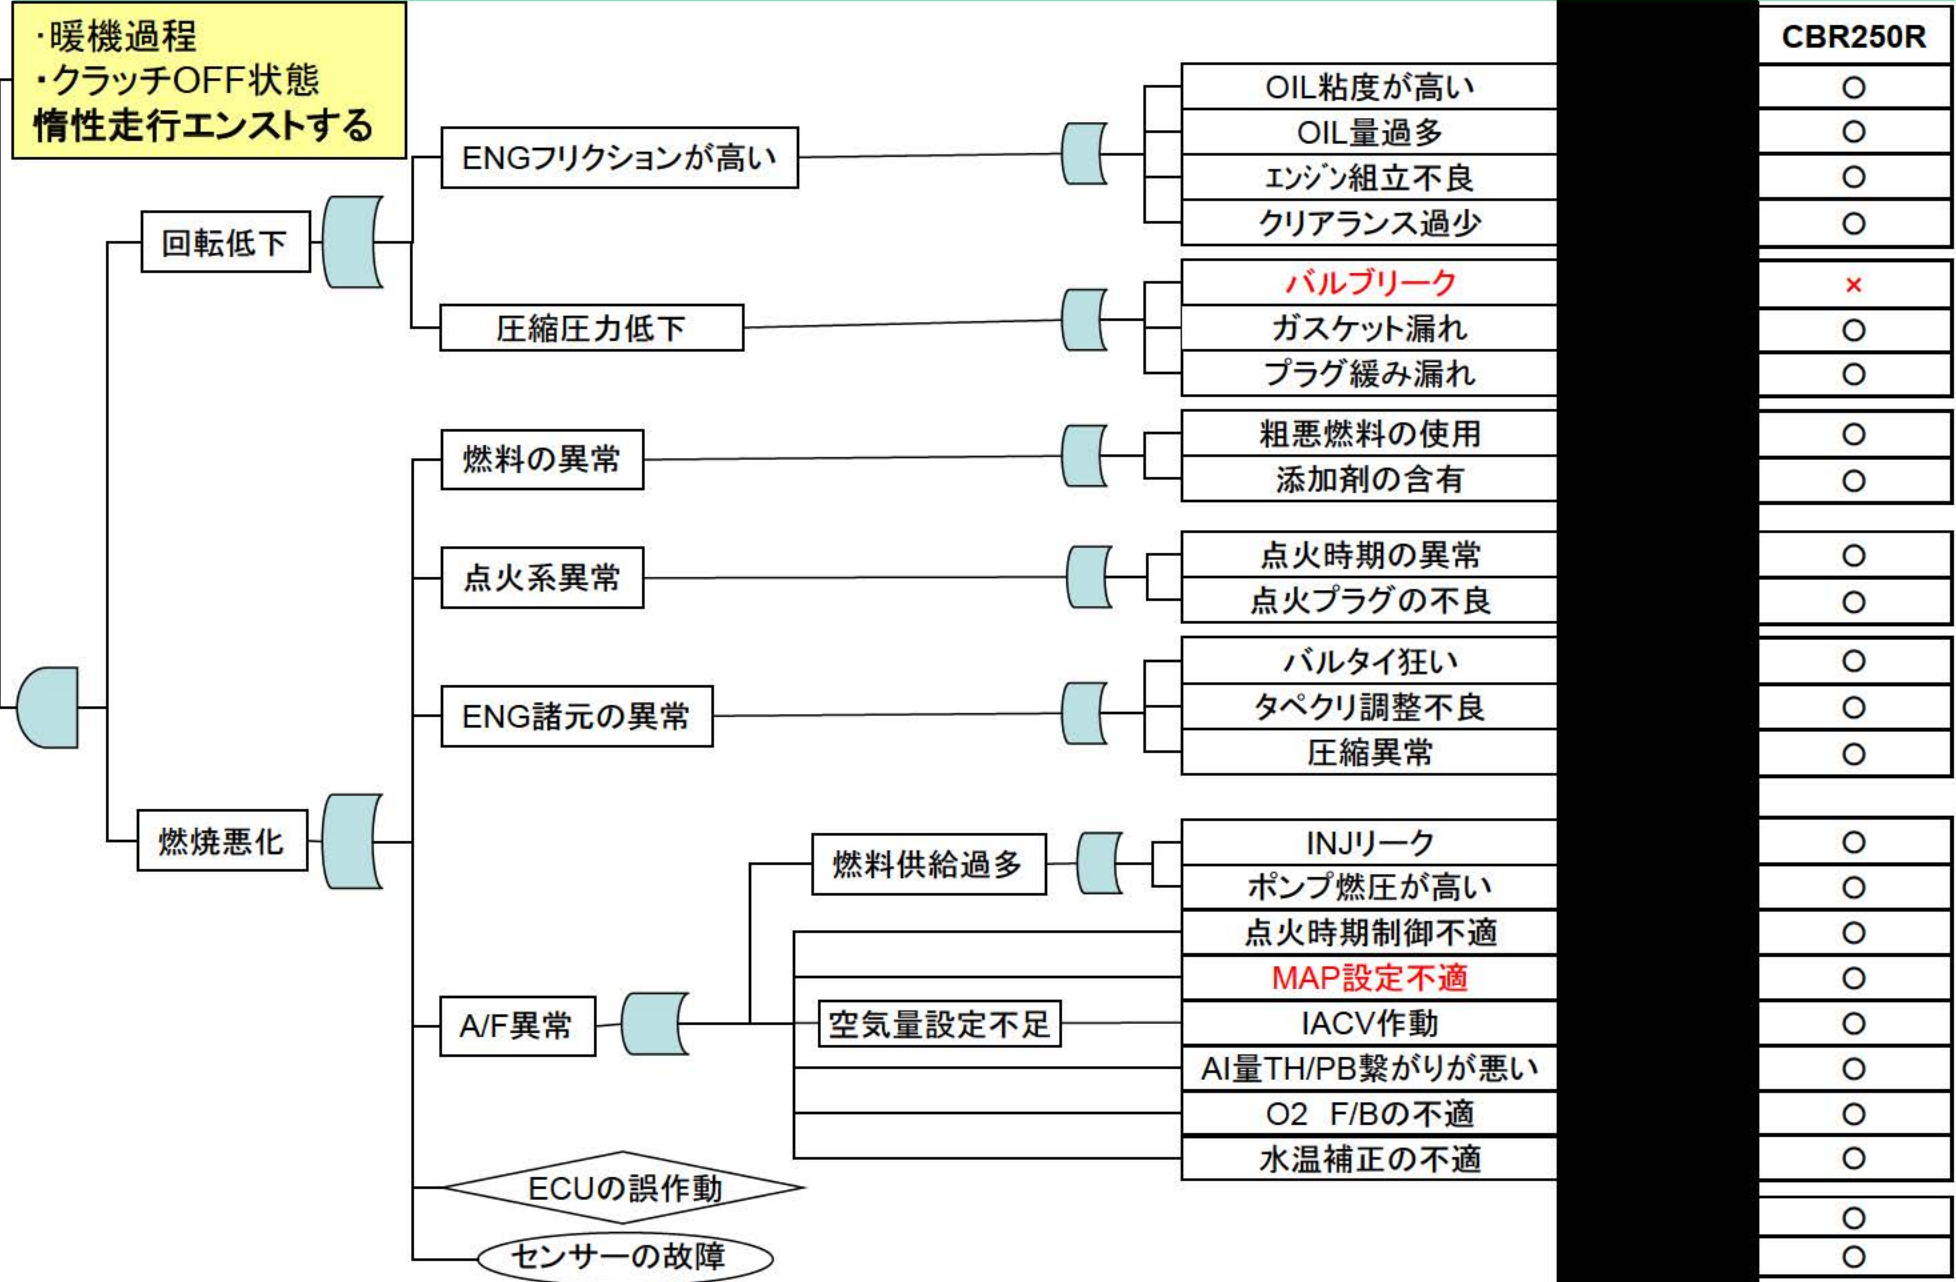 ・暖機過程
・クラッチOFF状態
惰性走行エンストする
CBR250R
回転低下
ENGフリクションが高い
OIL粘度が高い
○
OIL量過多
○
ｴﾝｼﾞﾝ組立不良
○
クリアランス過少
○
圧縮圧力低下
バルブリーク
×
ガスケット漏れ
○
プラグ緩み漏れ
○
燃焼悪化
燃料の異常
粗悪燃料の使用
○
添加剤の含有
○
点火系異常
点火時期の異常
○
点火プラグの不良
○
ENG諸元の異常
バルタイ狂い
○
タペクリ調整不良
○
圧縮異常
○
A/F異常
燃料供給過多
INJリーク
○
ポンプ燃圧が高い
○
点火時期制御不適
○
MAP設定不適
○
空気量設定不足
IACV作動
○
AI量TH/PB繋がりが悪い
○
O2 F/Bの不適
○
水温補正の不適
○
ECUの誤作動
○
センサーの故障
○